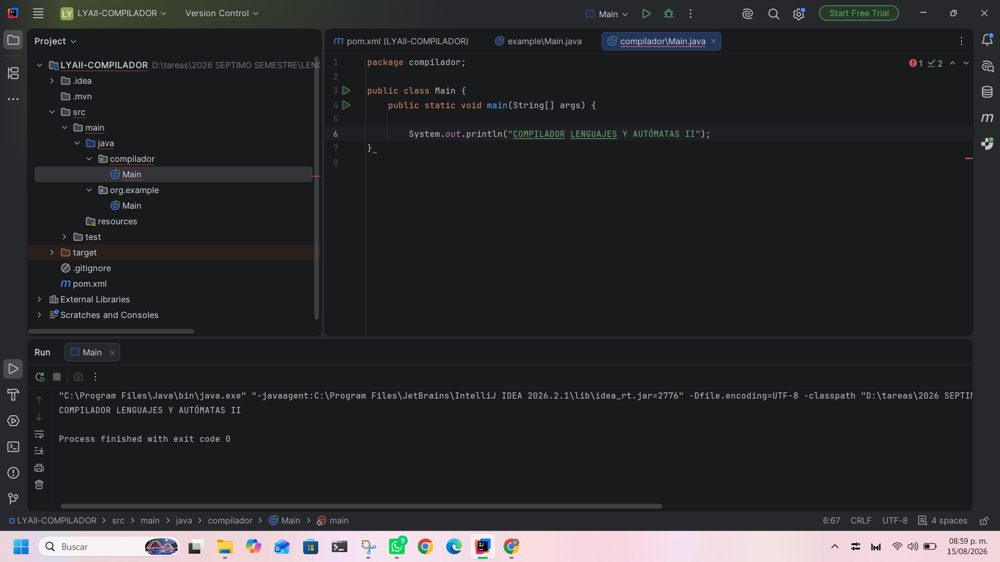 LY LYAII-COMPILADOR Version Control Main Start Free Trial
Project
LYAII-COMPILADOR D:\tareas\2026 SEPTIMO SEMESTRE\LENG
.idea
.mvn
src
main
java
compilador
Main
org.example
Main
resources
test
target
.gitignore
m pom.xml
External Libraries
Scratches and Consoles
m pom.xml (LYAII-COMPILADOR) example\Main.java compilador\Main.java
1 package compilador; 1 2
2
3 public class Main {
4 public static void main(String[] args) {
5
6 System.out.println("COMPILADOR LENGUAJES Y AUTÓMATAS II");
7 }
8
m
Run Main
"C:\Program Files\Java\bin\java.exe" "-javaagent:C:\Program Files\JetBrains\IntelliJ IDEA 2026.2.1\lib\idea_rt.jar=2776" -Dfile.encoding=UTF-8 -classpath "D:\tareas\2026 SEPTIM
COMPILADOR LENGUAJES Y AUTÓMATAS II
Process finished with exit code 0
LYAII-COMPILADOR > src > main > java > compilador > Main > main 6:67 CRLF UTF-8 4 spaces
Buscar 9 08:59 p. m.
15/08/2026